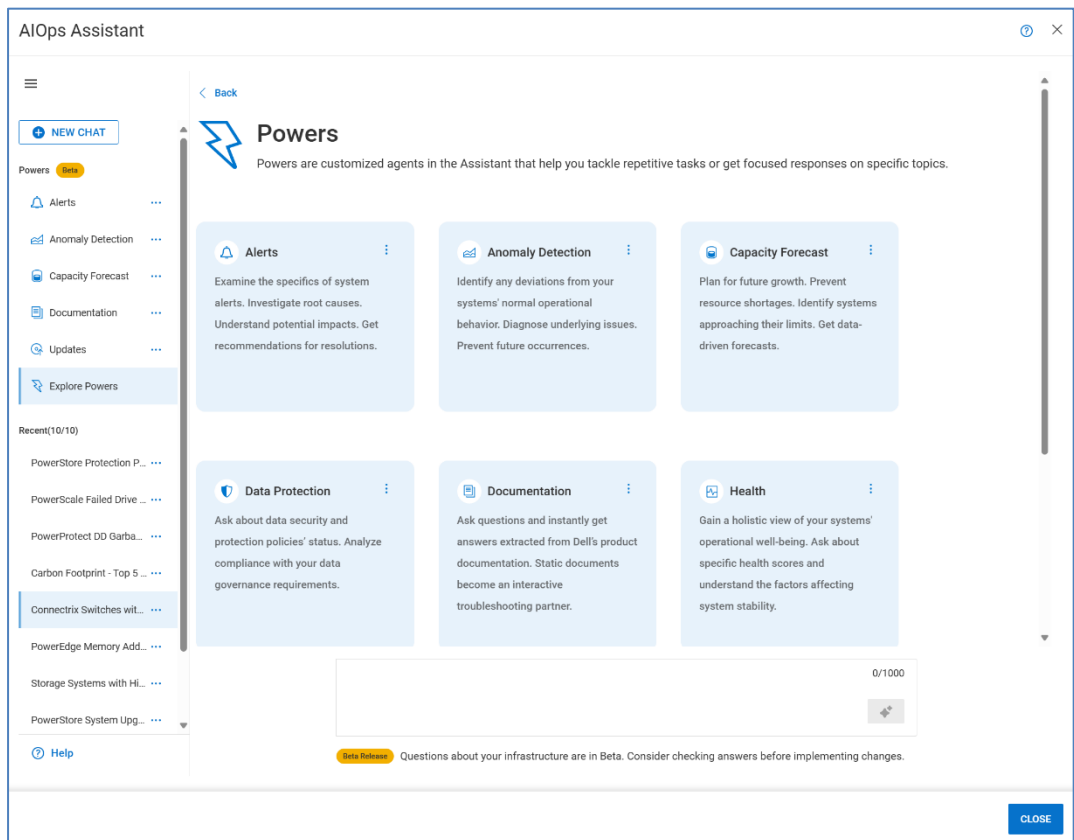 AIOps Assistant
NEW CHAT
Powers Beta
Alerts
Anomaly Detection
Capacity Forecast
Documentation
Updates
Explore Powers
Recent(10/10)
PowerStore Protection P...
PowerScale Failed Drive ...
PowerProtect DD Garba...
Carbon Footprint - Top 5 ...
Connectrix Switches wit...
PowerEdge Memory Add...
Storage Systems with Hi...
PowerStore System Upg...
Help
Back
Powers
Powers are customized agents in the Assistant that help you tackle repetitive tasks or get focused responses on specific topics.
Alerts
Examine the specifics of system
alerts. Investigate root causes.
Understand potential impacts. Get
recommendations for resolutions.
Anomaly Detection
Identify any deviations from your
systems' normal operational
behavior. Diagnose underlying issues.
Prevent future occurrences.
Capacity Forecast
Plan for future growth. Prevent
resource shortages. Identify systems
approaching their limits. Get data-
driven forecasts.
Data Protection
Ask about data security and
protection policies' status. Analyze
compliance with your data
governance requirements.
Documentation
Ask questions and instantly get
answers extracted from Dell's product
documentation. Static documents
become an interactive
troubleshooting partner.
Health
Gain a holistic view of your systems'
operational well-being. Ask about
specific health scores and
understand the factors affecting
system stability.
0/1000
Beta Release Questions about your infrastructure are in Beta. Consider checking answers before implementing changes.
CLOSE